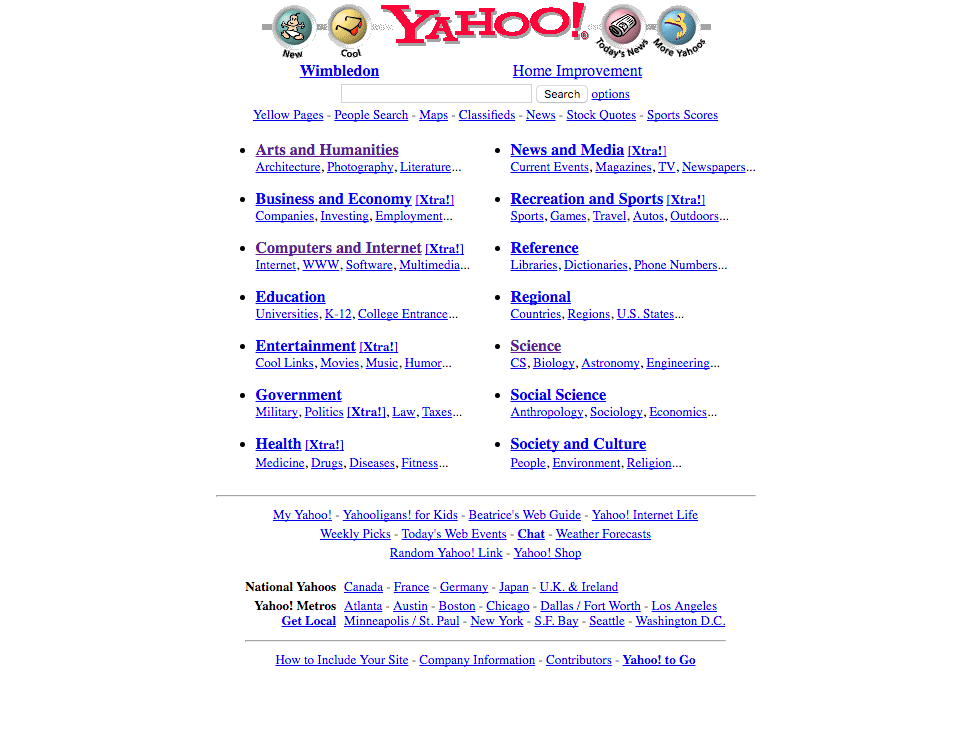 New Cool YAHOO! Today's News More Yahoos
Wimbledon Home Improvement
Search options
Yellow Pages - People Search - Maps - Classifieds - News - Stock Quotes - Sports Scores
Arts and Humanities
Architecture, Photography, Literature...
News and Media [Xtra!]
Current Events, Magazines, TV, Newspapers...
Business and Economy [Xtra!]
Companies, Investing, Employment...
Recreation and Sports [Xtra!]
Sports, Games, Travel, Autos, Outdoors...
Computers and Internet [Xtra!]
Internet, WWW, Software, Multimedia...
Reference
Libraries, Dictionaries, Phone Numbers...
Education
Universities, K-12, College Entrance...
Regional
Countries, Regions, U.S. States...
Entertainment [Xtra!]
Cool Links, Movies, Music, Humor...
Science
CS, Biology, Astronomy, Engineering...
Government
Military, Politics [Xtra!], Law, Taxes...
Social Science
Anthropology, Sociology, Economics...
Health [Xtra!]
Medicine, Drugs, Diseases, Fitness...
Society and Culture
People, Environment, Religion...
My Yahoo! - Yahooligans! for Kids - Beatrice's Web Guide - Yahoo! Internet Life
Weekly Picks - Today's Web Events - Chat - Weather Forecasts
Random Yahoo! Link - Yahoo! Shop
National Yahoos Canada - France - Germany - Japan - U.K. & Ireland
Yahoo! Metros Atlanta - Austin - Boston - Chicago - Dallas / Fort Worth - Los Angeles
Get Local Minneapolis / St. Paul - New York - S.F. Bay - Seattle - Washington D.C.
How to Include Your Site - Company Information - Contributors - Yahoo! to Go